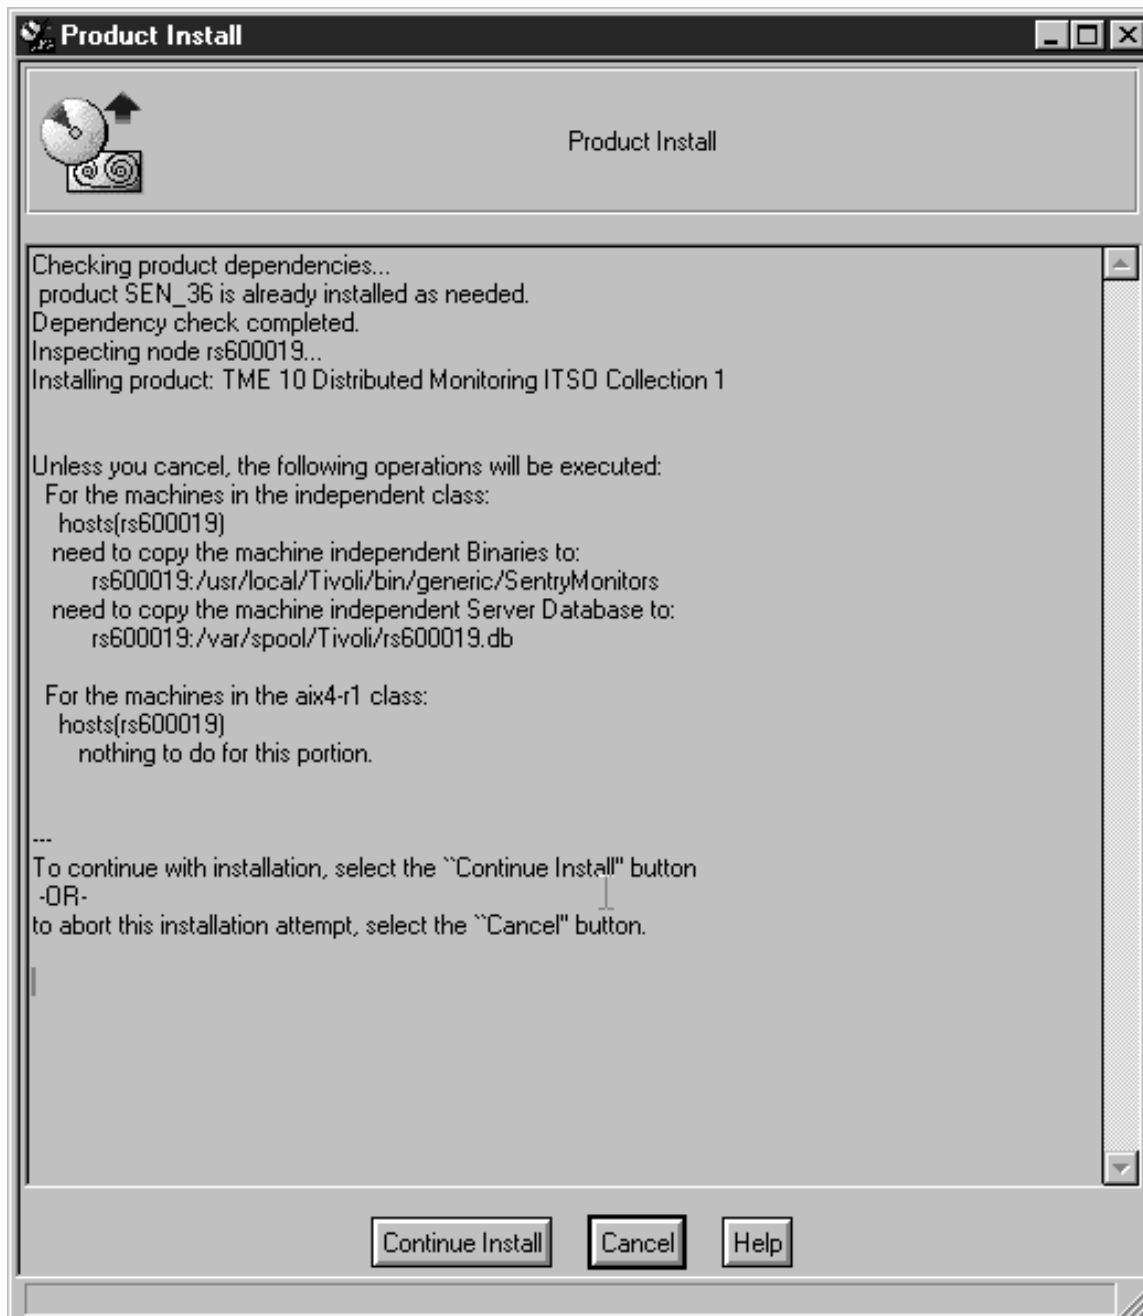 Product Install
Product Install
Checking product dependencies...
product SEN_36 is already installed as needed.
Dependency check completed.
Inspecting node rs600019...
Installing product: TME 10 Distributed Monitoring ITSO Collection 1
Unless you cancel, the following operations will be executed:
For the machines in the independent class:
hosts(rs600019)
need to copy the machine independent Binaries to:
rs600019:/usr/local/Tivoli/bin/generic/SentryMonitors
need to copy the machine independent Server Database to:
rs600019:/var/spool/Tivoli/rs600019.db
For the machines in the aix4-r1 class:
hosts(rs600019)
nothing to do for this portion.
---
To continue with installation, select the ``Continue Install'' button
-OR-
to abort this installation attempt, select the ``Cancel'' button.
Continue Install Cancel Help